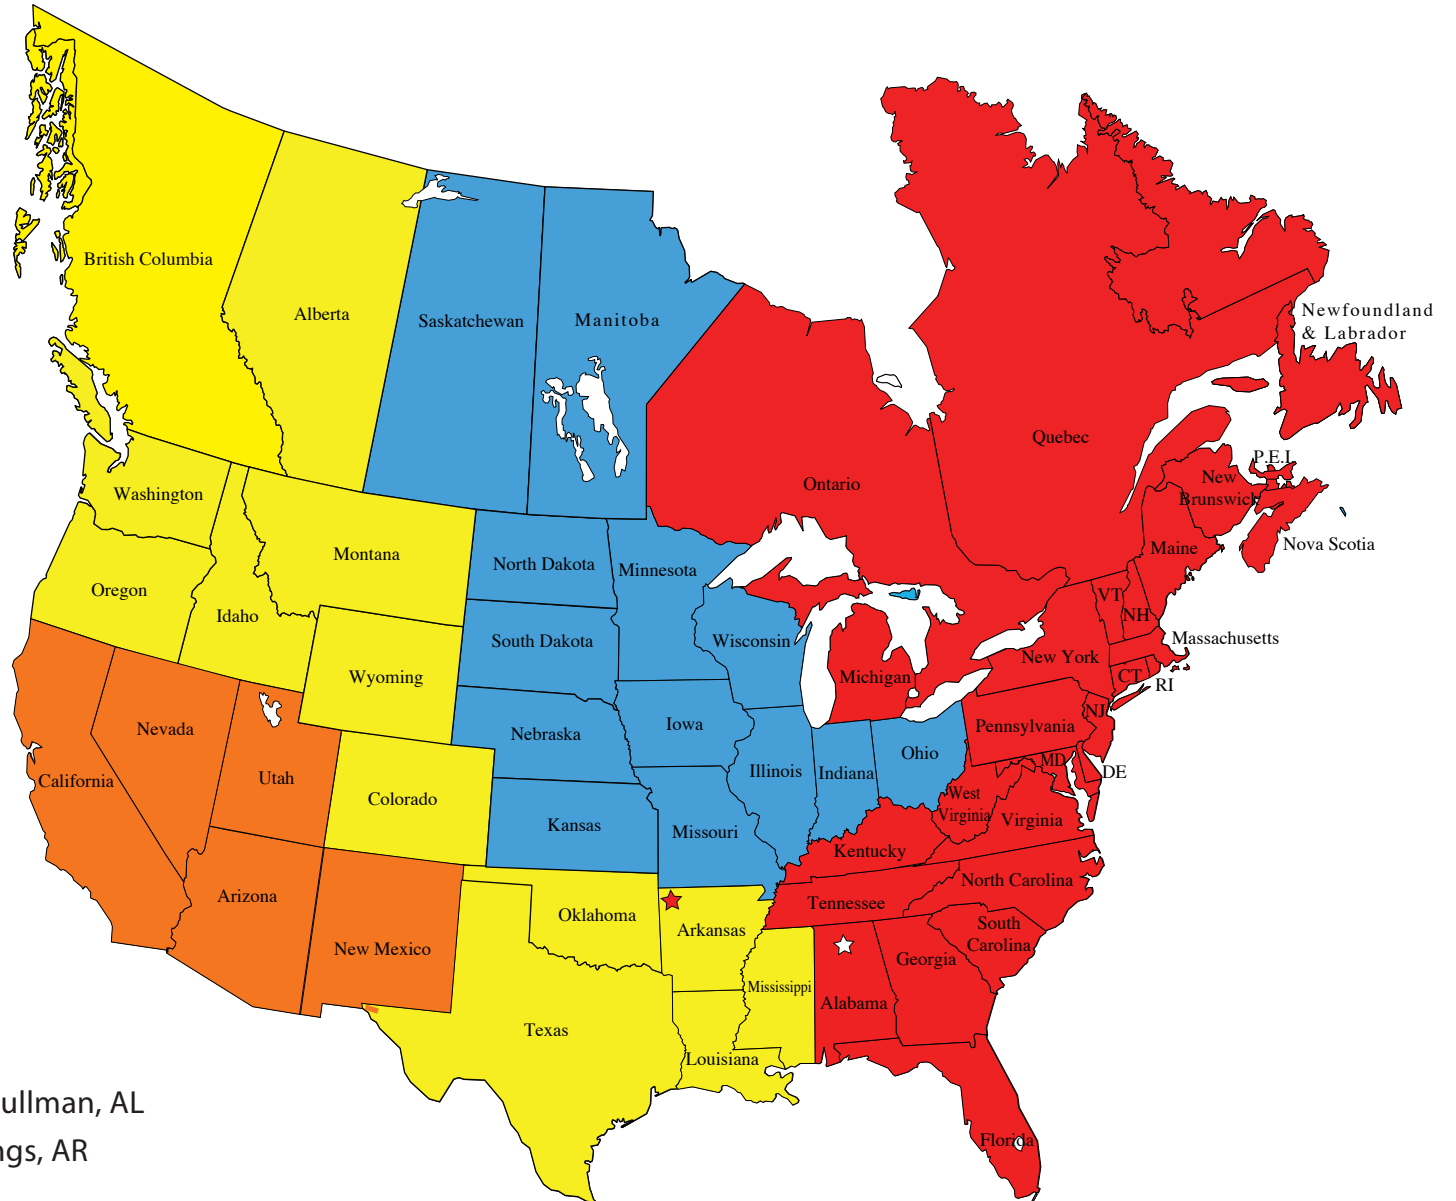 British Columbia
Alberta
Saskatchewan
Manitoba
Newfoundland
& Labrador
Quebec
Ontario
P.E.I.
New
Brunswick
Nova Scotia
Maine
Washington
Montana
North Dakota
Minnesota
Oregon
Idaho
VT
NH
Massachusetts
South Dakota
Wisconsin
New York
Wyoming
Michigan
CT
RI
NJ
Nevada
Iowa
Pennsylvania
Nebraska
Ohio
MD
DE
California
Utah
Illinois
Indiana
Colorado
West
Virginia
Virginia
Kansas
Missouri
Kentucky
North Carolina
Arizona
Tennessee
Oklahoma
Arkansas
South
Carolina
New Mexico
Georgia
Mississippi
Alabama
Texas
Louisiana
ullman, AL
Florida
ngs, AR